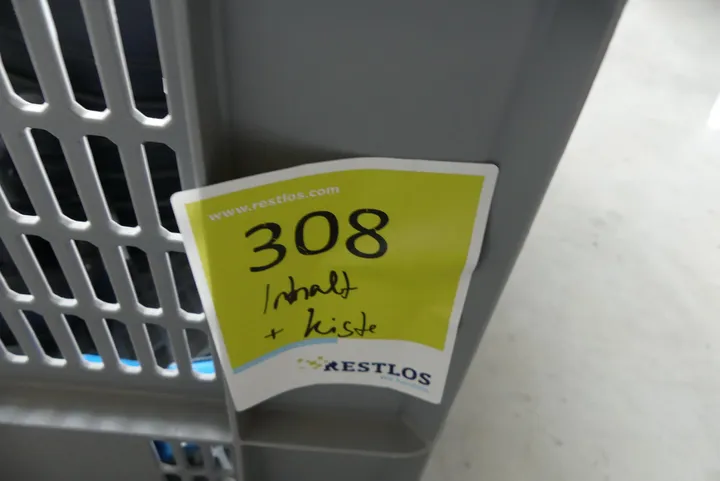 www.restlos.com
308
Inhalt
+ Kiste
RESTLOS